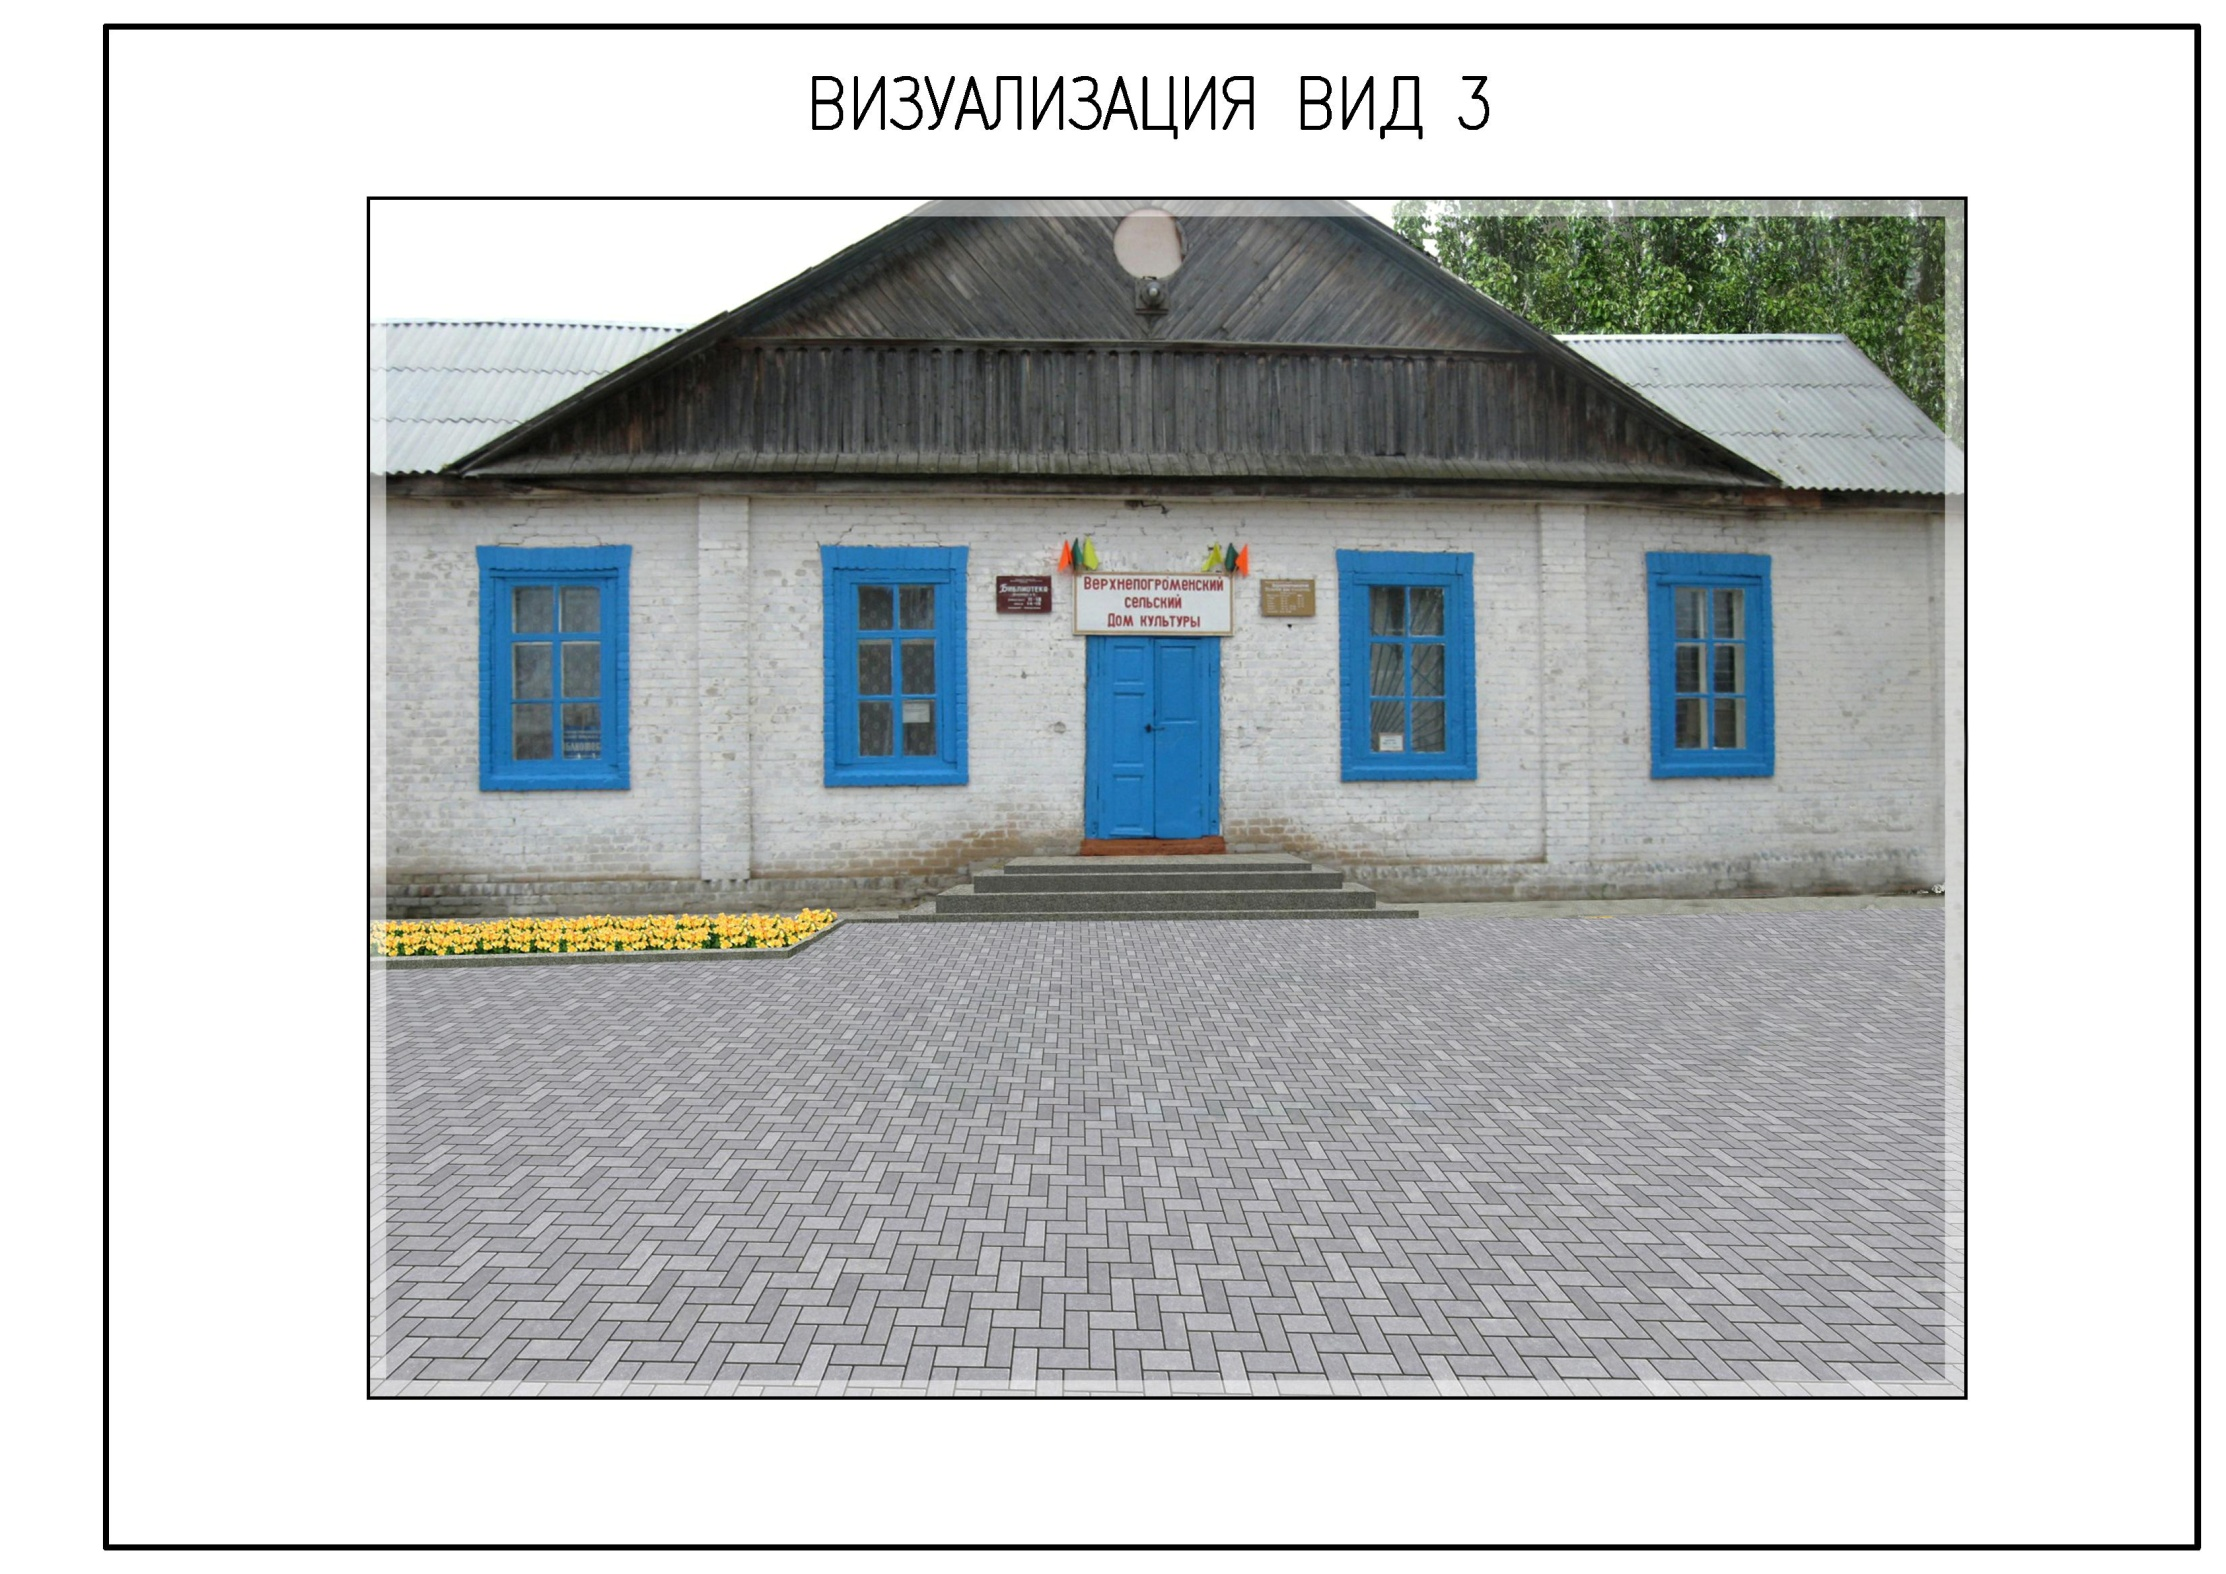 ВИЗУАЛИЗАЦИЯ ВИД 3
Верхнепогроменский
сельский
Дом культуры
Библиотека